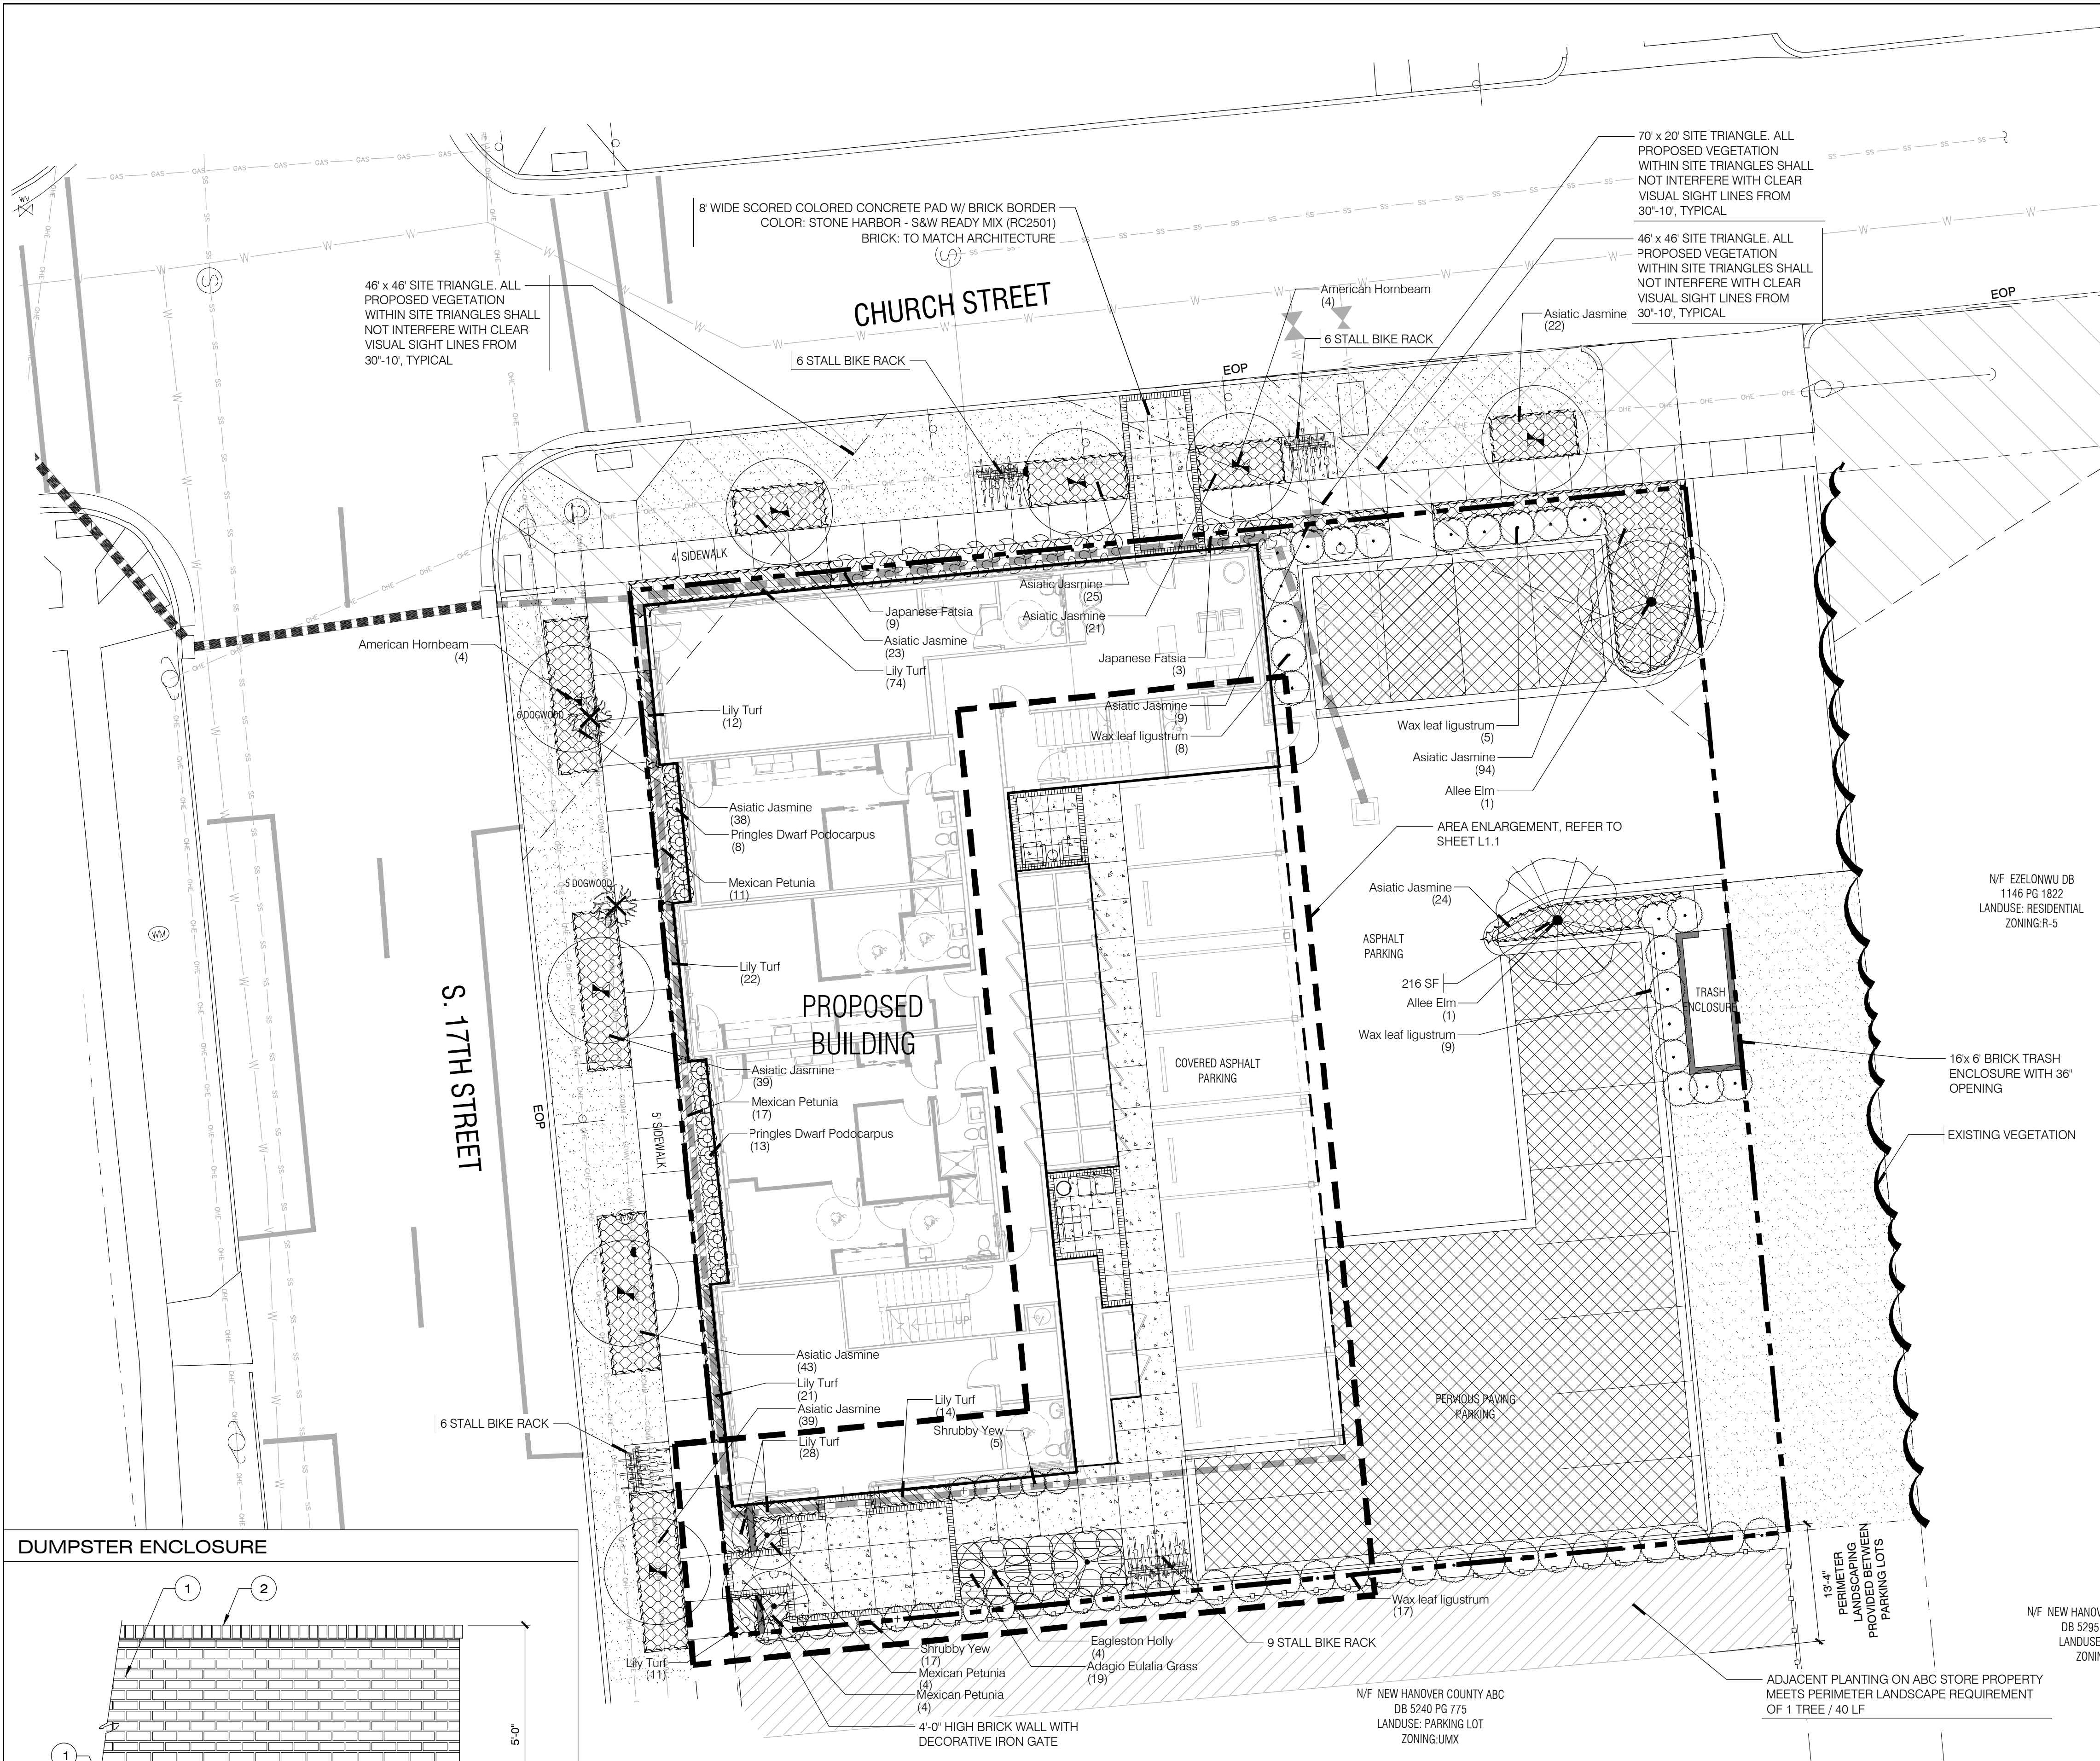 70' x 20' SITE TRIANGLE. ALL
PROPOSED VEGETATION
WITHIN SITE TRIANGLES SHALL
NOT INTERFERE WITH CLEAR
VISUAL SIGHT LINES FROM
30"-10', TYPICAL
8' WIDE SCORED COLORED CONCRETE PAD W/ BRICK BORDER
COLOR: STONE HARBOR - S&W READY MIX (RC2501)
BRICK: TO MATCH ARCHITECTURE
46' x 46' SITE TRIANGLE. ALL
PROPOSED VEGETATION
WITHIN SITE TRIANGLES SHALL
NOT INTERFERE WITH CLEAR
VISUAL SIGHT LINES FROM
30"-10', TYPICAL
46' x 46' SITE TRIANGLE. ALL
PROPOSED VEGETATION
WITHIN SITE TRIANGLES SHALL
NOT INTERFERE WITH CLEAR
VISUAL SIGHT LINES FROM
30"-10', TYPICAL
CHURCH STREET
American Hornbeam
(4)
Asiatic Jasmine
(22)
6 STALL BIKE RACK
6 STALL BIKE RACK
EOP
EOP
4' SIDEWALK
Asiatic Jasmine
(25)
Japanese Fatsia
(9)
Asiatic Jasmine
(21)
Asiatic Jasmine
(23)
American Hornbeam
(4)
Japanese Fatsia
(3)
Lily Turf
(74)
6 DOGWOOD
Lily Turf
(12)
Asiatic Jasmine
(9)
Wax leaf ligustrum
(8)
Wax leaf ligustrum
(5)
Asiatic Jasmine
(94)
Allee Elm
(1)
Asiatic Jasmine
(38)
Pringles Dwarf Podocarpus
(8)
AREA ENLARGEMENT, REFER TO
SHEET L1.1
5 DOGWOOD
Mexican Petunia
(11)
Asiatic Jasmine
(24)
N/F EZELONWU DB
1146 PG 1822
LANDUSE: RESIDENTIAL
ZONING:R-5
WM
ASPHALT
PARKING
Lily Turf
(22)
216 SF
Allee Elm
(1)
TRASH
ENCLOSURE
Wax leaf ligustrum
(9)
S. 17TH STREET
PROPOSED
BUILDING
COVERED ASPHALT
PARKING
16'x 6' BRICK TRASH
ENCLOSURE WITH 36"
OPENING
Asiatic Jasmine
(39)
Mexican Petunia
(17)
EOP
5' SIDEWALK
Pringles Dwarf Podocarpus
(13)
EXISTING VEGETATION
UP
Asiatic Jasmine
(43)
Lily Turf
(21)
Asiatic Jasmine
(39)
Lily Turf
(14)
PERVIOUS PAVING
PARKING
6 STALL BIKE RACK
Lily Turf
(28)
Shrubby Yew
(5)
13'-4"
PERIMETER
LANDSCAPING
PROVIDED BETWEEN
PARKING LOTS
DUMPSTER ENCLOSURE
1
2
5'-0"
1
Wax leaf ligustrum
(17)
Lily Turf
(11)
Shrubby Yew
(17)
Eagleston Holly
(4)
9 STALL BIKE RACK
Adagio Eulalia Grass
(19)
Mexican Petunia
(4)
Mexican Petunia
(4)
4'-0" HIGH BRICK WALL WITH
DECORATIVE IRON GATE
N/F NEW HANOVER COUNTY ABC
DB 5240 PG 775
LANDUSE: PARKING LOT
ZONING:UMX
ADJACENT PLANTING ON ABC STORE PROPERTY
MEETS PERIMETER LANDSCAPE REQUIREMENT
OF 1 TREE / 40 LF
N/F NEW HANOV
DB 5295
LANDUSE
ZONIN